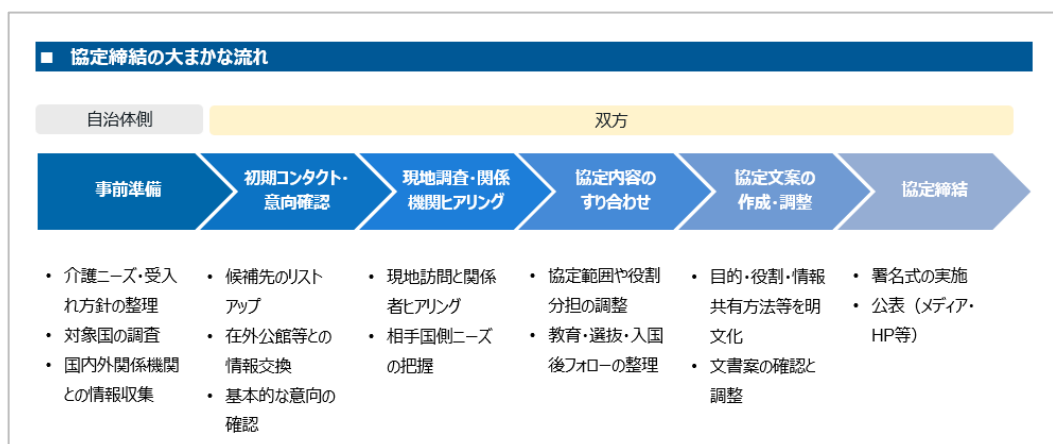 ■ 協定締結の大まかな流れ
自治体側
双方
事前準備
初期コンタクト・
意向確認
現地調査・関係
機関ヒアリング
協定内容の
すり合わせ
協定文案の
作成・調整
協定締結
• 介護ニーズ・受入
れ方針の整理
• 対象国の調査
• 国内外関係機関
との情報収集
• 候補先のリスト
アップ
• 在外公館等との
情報交換
• 基本的な意向の
確認
• 現地訪問と関係
者ヒアリング
• 相手国側ニーズ
の把握
• 協定範囲や役割
分担の調整
• 教育・選抜・入国
後フォローの整理
• 目的・役割・情報
共有方法等を明
文化
• 文書案の確認と
調整
• 署名式の実施
• 公表（メディア・
HP等）